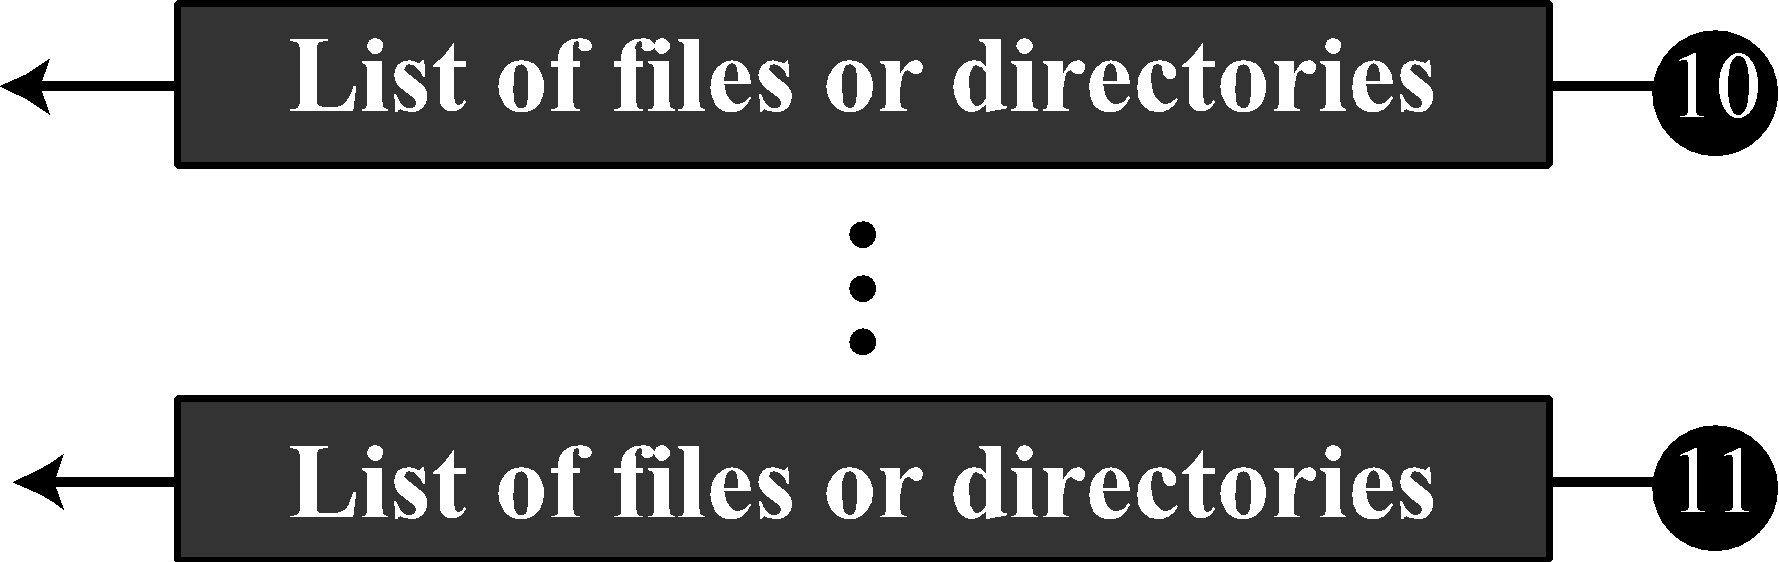 List of files or directories 10
List of files or directories 11